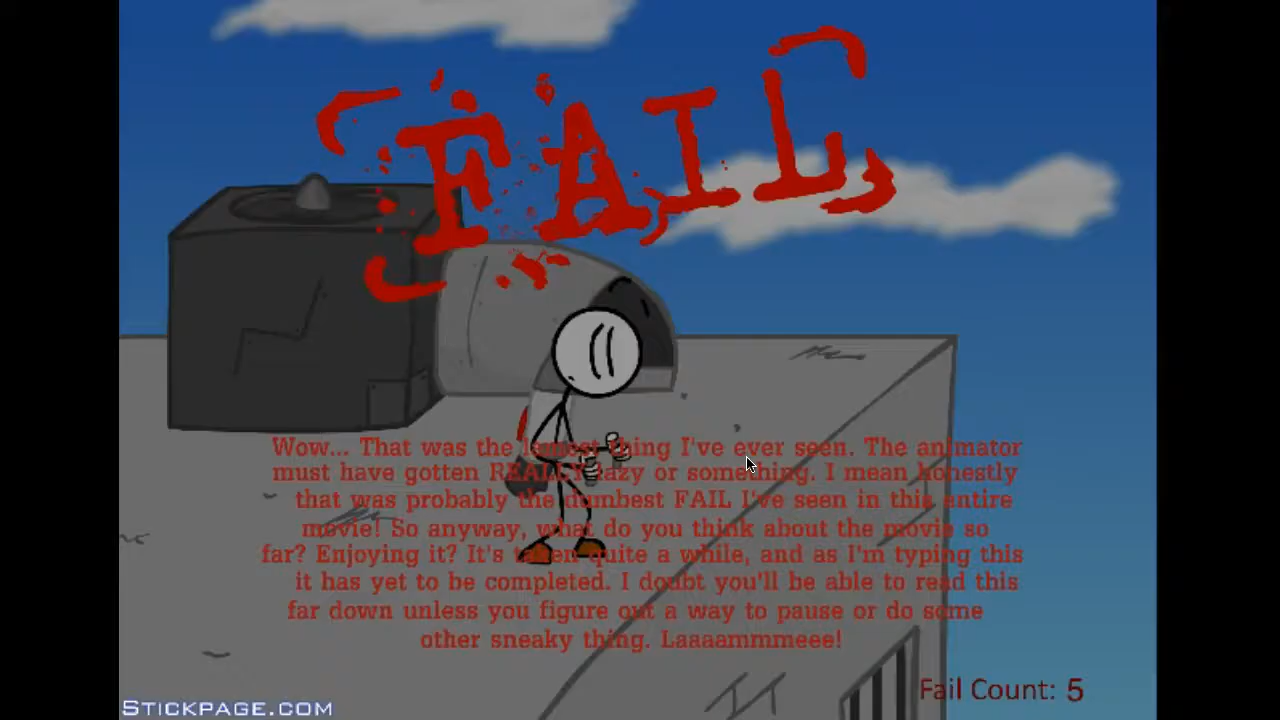 FAIL
Wow... That was the lamest thing I've ever seen. The animator
must have gotten REALLY lazy or something. I mean honestly
that was probably the dumbest FAIL I've seen in this entire
movie! So anyway, what do you think about the movie so
far? Enjoying it? It's taken quite a while, and as I'm typing this
it has yet to be completed. I doubt you'll be able to read this
far down unless you figure out a way to pause or do some
other sneaky thing. Laaaammmeee!
Fail Count: 5
STICKPAGE.COM